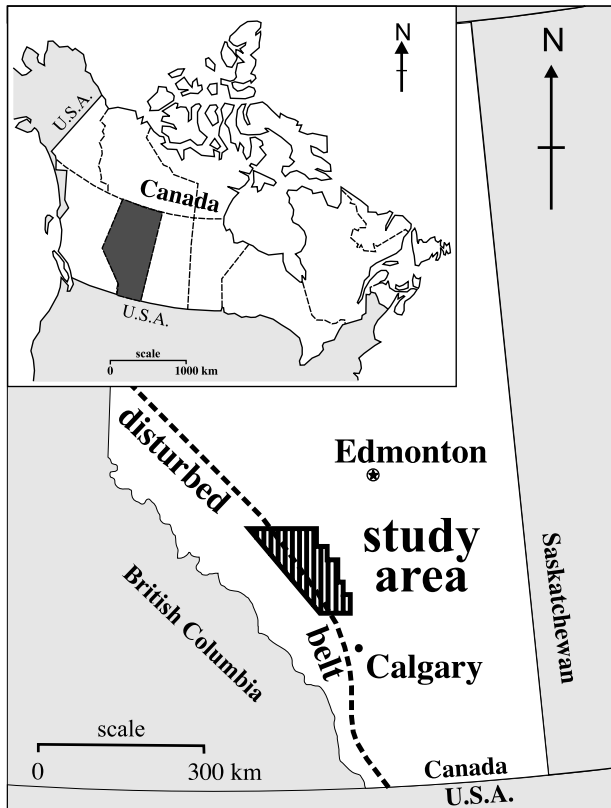 N
U.S.A.
Canada
U.S.A.
scale
0 1000 km
N
disturbed
Edmonton
study
area
Saskatchewan
British Columbia
belt
Calgary
scale
0 300 km
Canada
U.S.A.